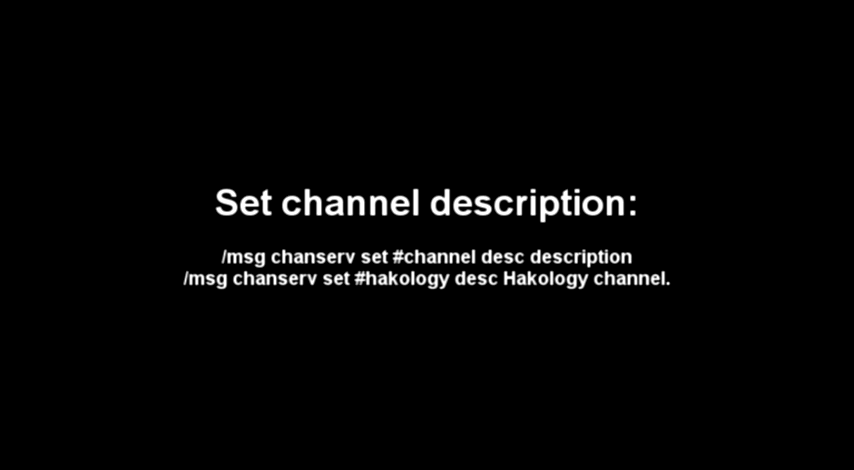 Set channel description:
/msg chanserv set #channel desc description
/msg chanserv set #hakology desc Hakology channel.